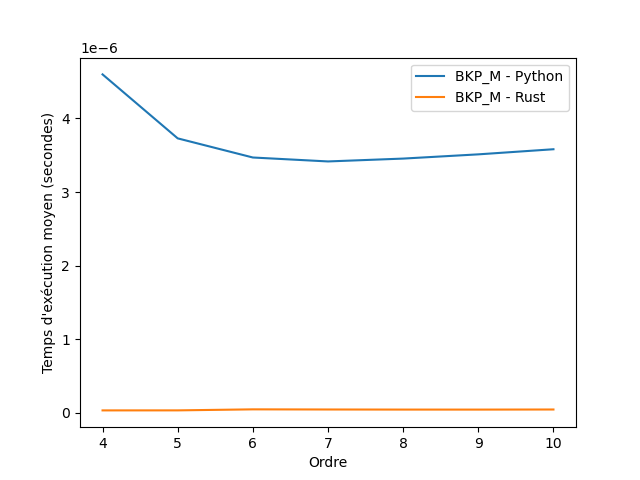 1e−6
BKP_M - Python
BKP_M - Rust
Temps d'exécution moyen (secondes)
4
3
2
1
0
4 5 6 7 8 9 10
Ordre